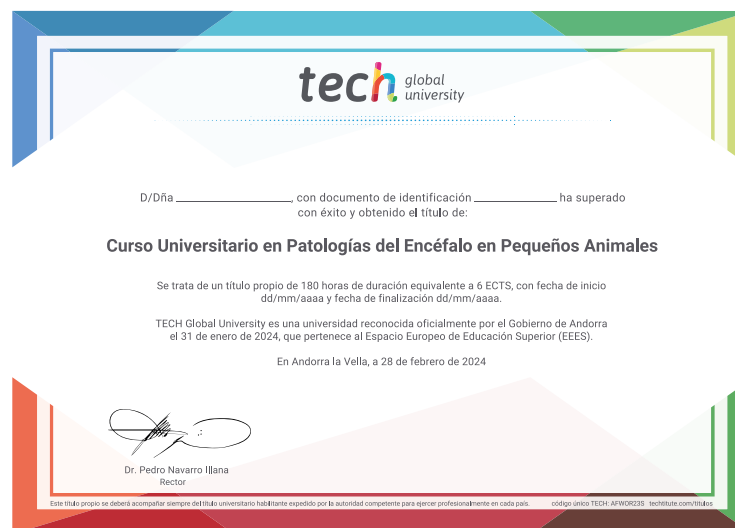 tech global university
D/Dña ____________, con documento de identificación ____________ ha superado
con éxito y obtenido el título de:
Curso Universitario en Patologías del Encéfalo en Pequeños Animales
Se trata de un título propio de 180 horas de duración equivalente a 6 ECTS, con fecha de inicio
dd/mm/aaaa y fecha de finalización dd/mm/aaaa.
TECH Global University es una universidad reconocida oficialmente por el Gobierno de Andorra
el 31 de enero de 2024, que pertenece al Espacio Europeo de Educación Superior (EEES).
En Andorra la Vella, a 28 de febrero de 2024
Dr. Pedro Navarro Illana
Rector
Este título propio se deberá acompañar siempre del título universitario habilitante expedido por la autoridad competente para ejercer profesionalmente en cada país. código único TECH: AFWOR23S techtitute.com/titulos